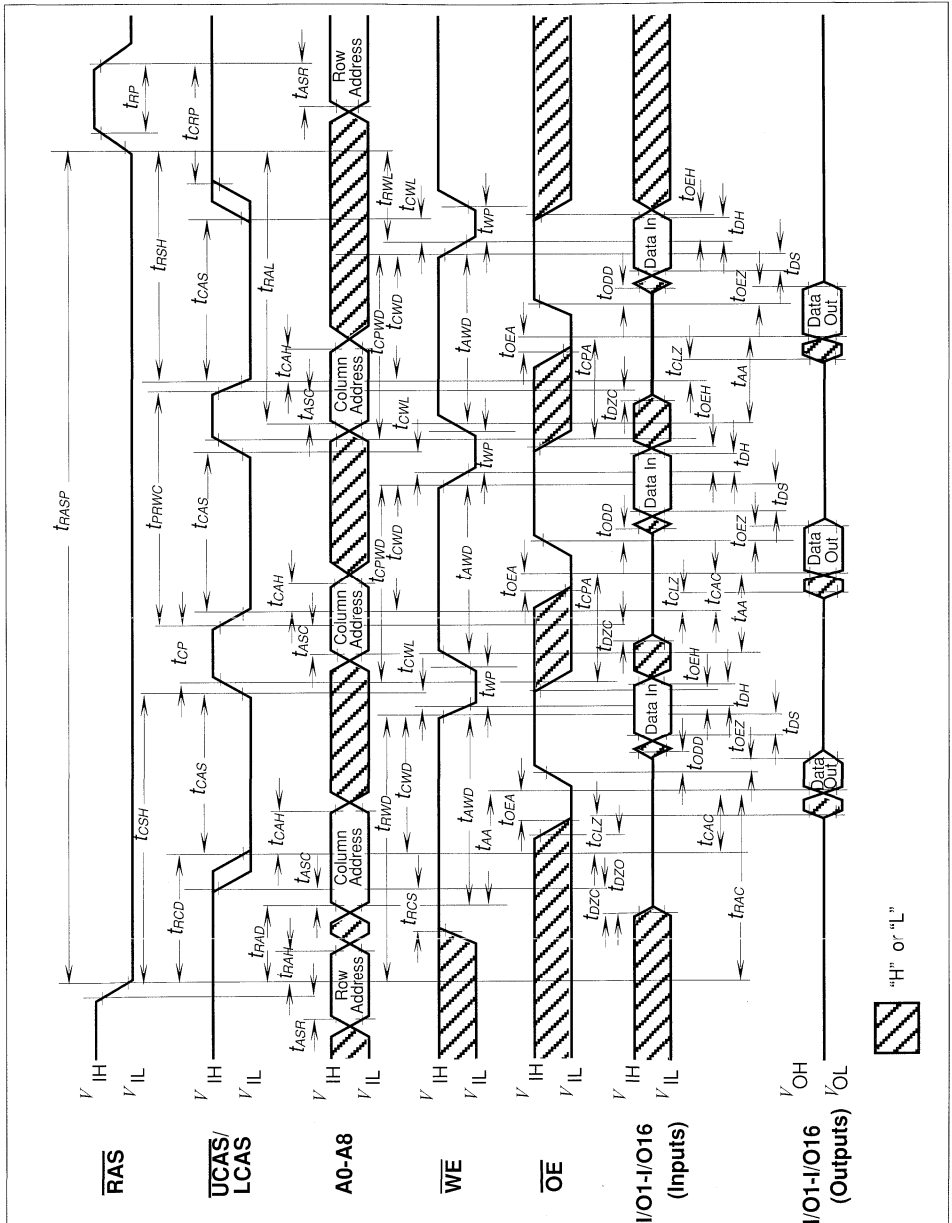 RAS
V IH
V IL
tRASP
tRP
UCAS/
LCAS
V IH
V IL
tCSH
tPRWC
tRSH
tCRP
tRCD
tCAS
tCP
tCAS
tCAS
A0-A8
V IH
V IL
tASR
tRAH
tRAD
tASC
tCAH
tASC
tCAH
tASC
tCAH
tRAL
tASR
Row
Address
Column
Address
Column
Address
Column
Address
Row
Address
WE
V IH
V IL
tRWD
tRCS
tCWD
tCWL
tCPWD
tCWD
tCWL
tCPWD
tCWD
tRWL
tCWL
tAWD
tWP
tAWD
tWP
tAWD
tWP
OE
V IH
V IL
tAA
tOEA
tOEA
tCPA
tOEA
tCPA
I/O1-I/O16
(Inputs)
V IH
V IL
tDZC
tDZO
tCLZ
tODD
tDZC
tODD
tDZC
tODD
Data In
Data In
Data In
tOEH
tCLZ
tOEH
tCLZ
tOEH
tRAC
tCAC
tOEZ
tDH
tDS
tAA
tCAC
tOEZ
tDH
tDS
tAA
tOEZ
tDH
tDS
I/O1-I/O16
(Outputs)
VOH
VOL
Data
Out
Data
Out
Data
Out
"H" or "L"